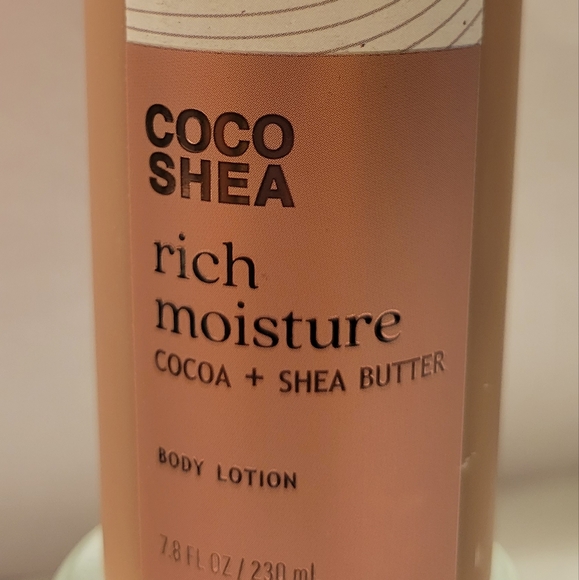 COCO
SHEA
rich
moisture
COCOA + SHEA BUTTER
BODY LOTION
7.8 FL OZ / 230 ml